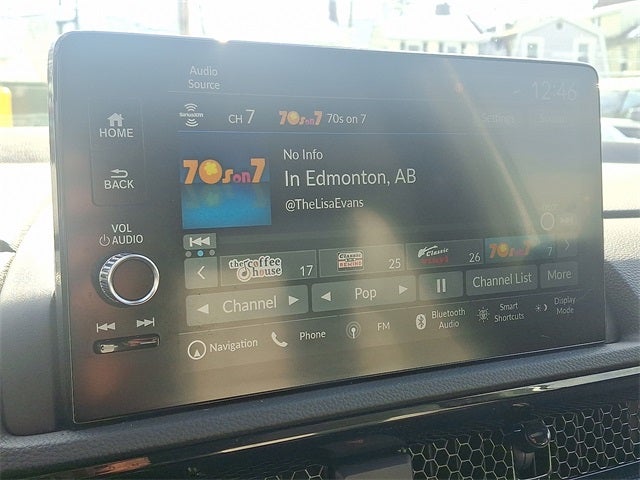 Audio
Source
12:46
SiriusXM
CH 7
70s on 7
70s on 7
Settings
HOME
BACK
70s on 7
No Info
In Edmonton, AB
@TheLisaEvans
VOL
AUDIO
the coffee house
17
Classic
25
Classic
26
70s on 7
7
Channel
Pop
Channel List
More
Navigation
Phone
FM
Bluetooth
Audio
Smart
Shortcuts
Display
Mode